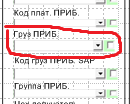 Код плат. ПРИБ.
Груз ПРИБ.
Код груз ПРИБ. SAP
Группа ПРИБ.